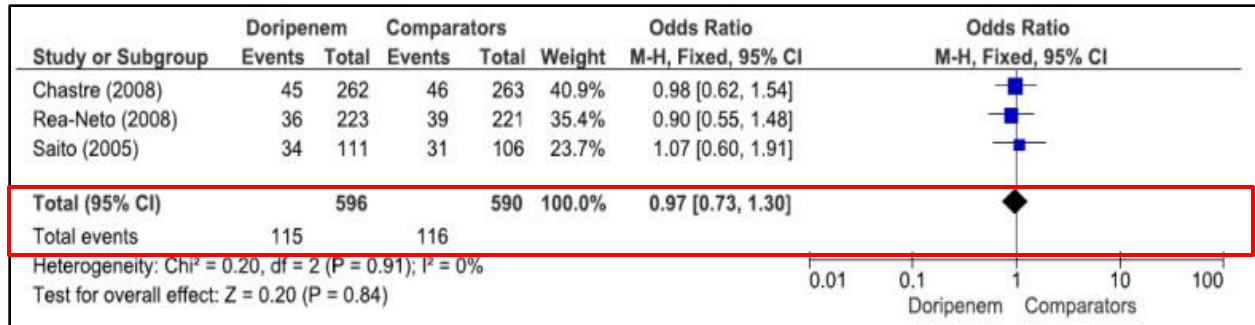 Doripenem Comparators Odds Ratio Odds Ratio
Study or Subgroup Events Total Events Total Weight M-H, Fixed, 95% CI M-H, Fixed, 95% CI
Chastre (2008) 45 262 46 263 40.9% 0.98 [0.62, 1.54]
Rea-Neto (2008) 36 223 39 221 35.4% 0.90 [0.55, 1.48]
Saito (2005) 34 111 31 106 23.7% 1.07 [0.60, 1.91]
Total (95% CI) 596 590 100.0% 0.97 [0.73, 1.30]
Total events 115 116
Heterogeneity: Chi² = 0.20, df = 2 (P = 0.91); I² = 0%
Test for overall effect: Z = 0.20 (P = 0.84)
0.01 0.1 1 10 100
Doripenem Comparators